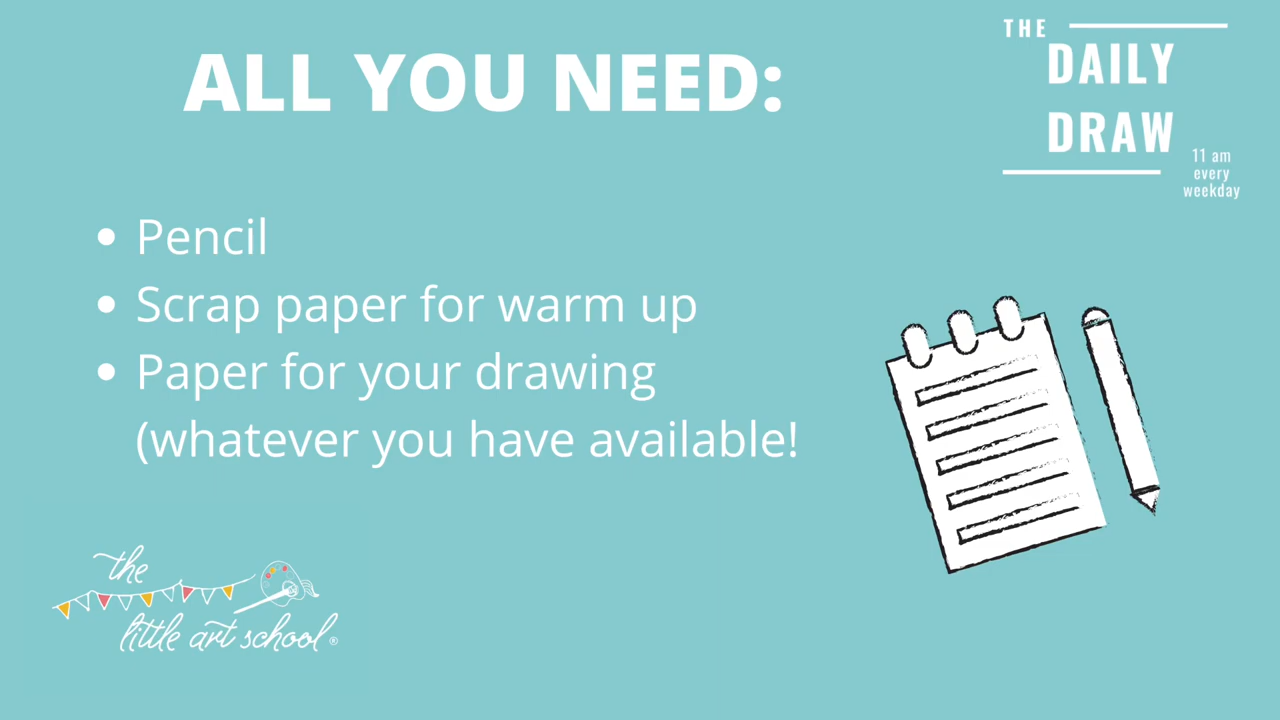 ALL YOU NEED:
THE
DAILY
DRAW
11 am
every
weekday
• Pencil
• Scrap paper for warm up
• Paper for your drawing
(whatever you have available!
the
little art school®